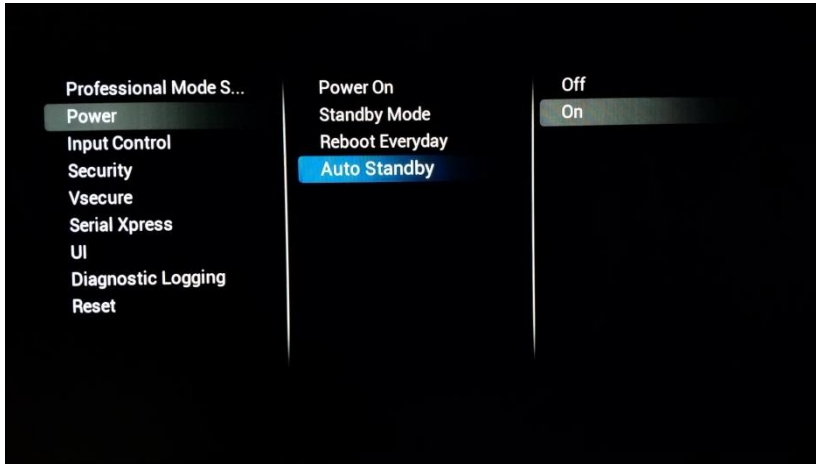 Professional Mode S...
Power
Input Control
Security
Vsecure
Serial Xpress
UI
Diagnostic Logging
Reset
Power On
Standby Mode
Reboot Everyday
Auto Standby
Off
On